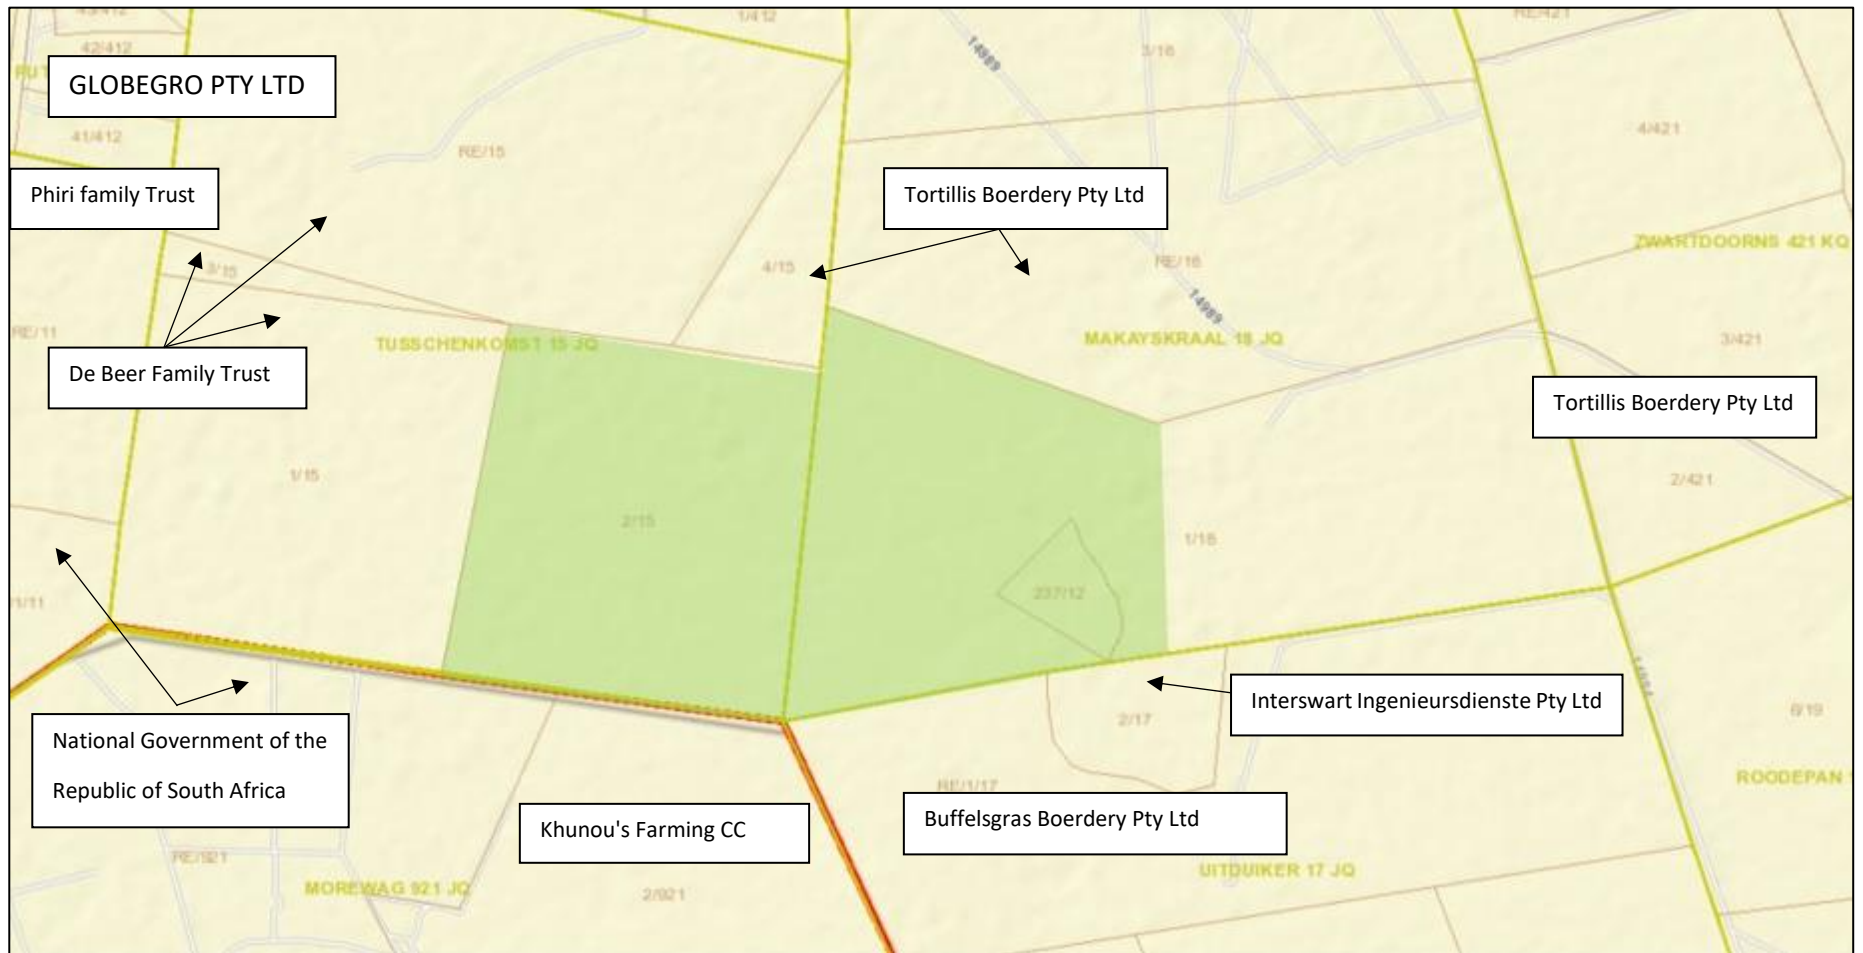 1/412
RE/421
42/412
3/16
GLOBEGRO PTY LTD
14989
41/412
RE/15
4/421
Phiri family Trust
Tortillis Boerdery Pty Ltd
ZWARTDOORNS 421 KQ
3/15
4/15
RE/16
14989
RE/11
TUSSCHENKOMST 15 JQ
MAKAYSKRAAL 16 JQ
3/421
De Beer Family Trust
Tortillis Boerdery Pty Ltd
1/15
2/421
2/15
1/16
237/12
1/11
National Government of the
Republic of South Africa
Interswart Ingenieursdienste Pty Ltd
2/17
6/19
ROODEPAN
RE/1/17
Khunou's Farming CC
Buffelsgras Boerdery Pty Ltd
RE/921
UITDUIKER 17 JQ
MOREWAG 921 JQ
2/921